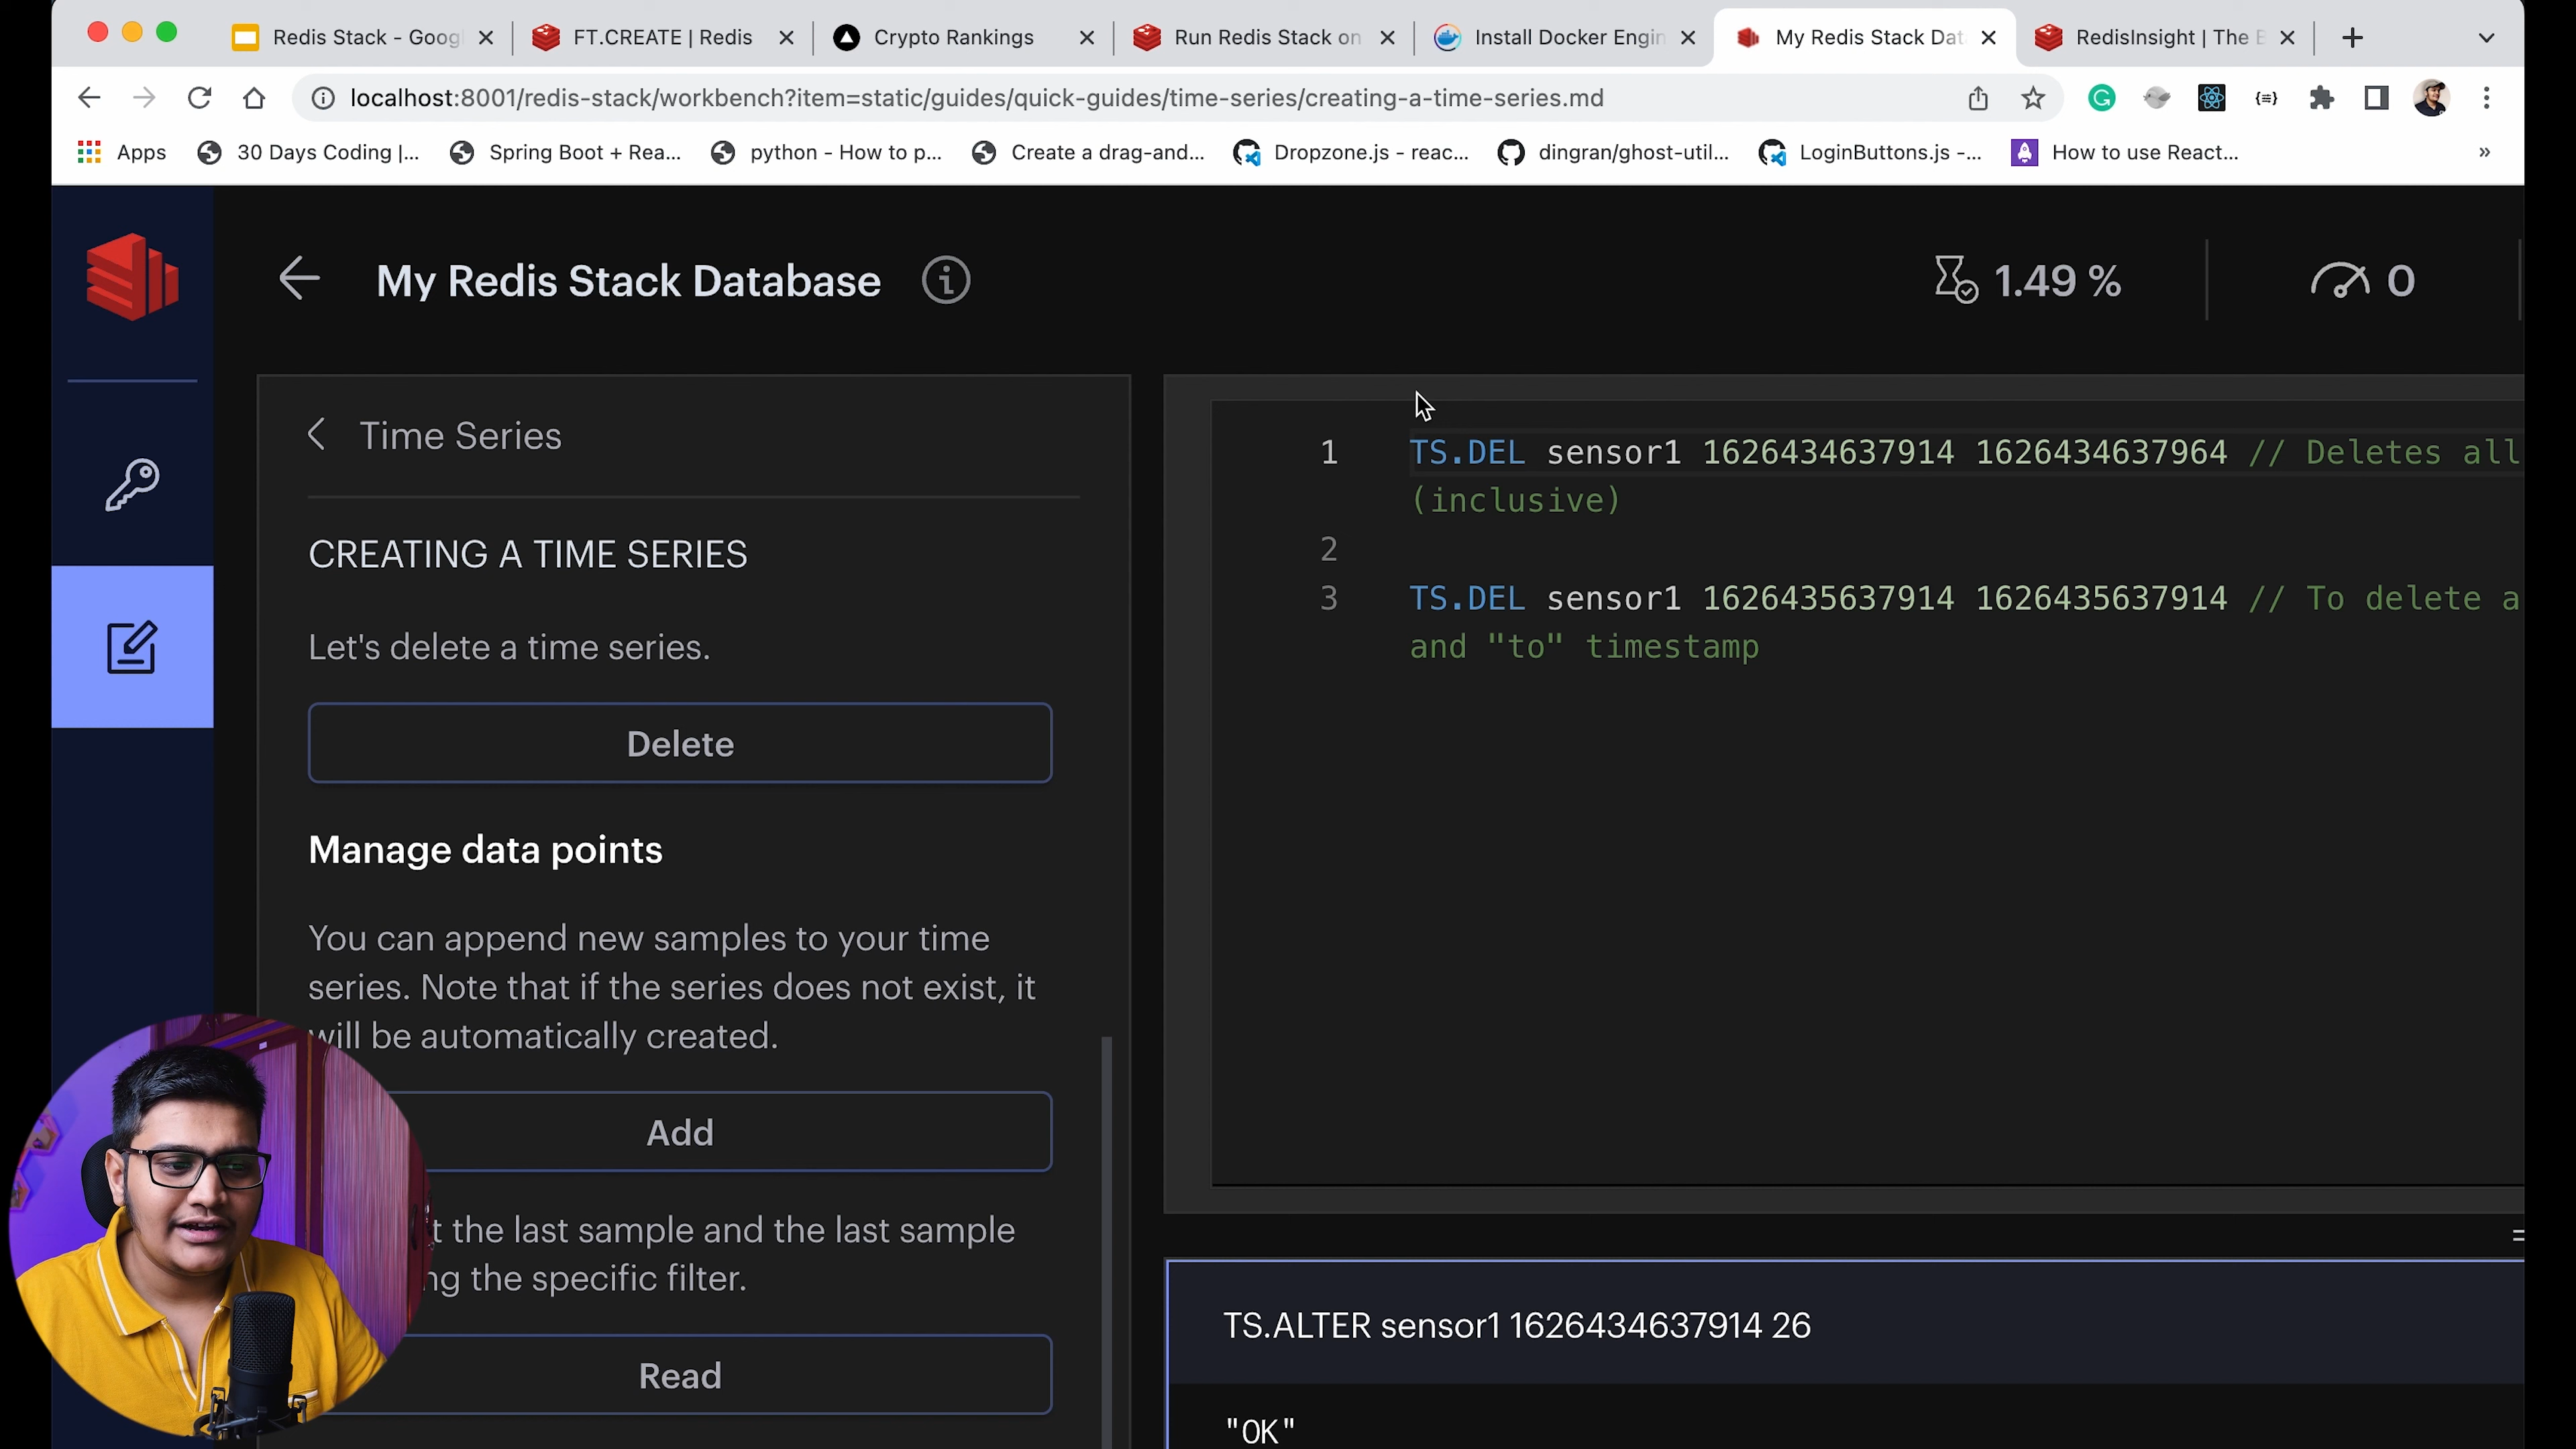 Redis Stack - Goog
FT.CREATE | Redis
Crypto Rankings
Run Redis Stack on
Install Docker Engin
My Redis Stack Dat
RedisInsight | The B
localhost:8001/redis-stack/workbench?item=static/guides/quick-guides/time-series/creating-a-time-series.md
Apps
30 Days Coding |...
Spring Boot + Rea...
python - How to p...
Create a drag-and...
Dropzone.js - reac...
dingran/ghost-util...
LoginButtons.js -...
How to use React...
»
My Redis Stack Database
1.49 %
0
Time Series
CREATING A TIME SERIES
Let's delete a time series.
Delete
Manage data points
You can append new samples to your time
series. Note that if the series does not exist, it
will be automatically created.
Add
t the last sample and the last sample
ng the specific filter.
Read
1 TS.DEL sensor1 1626434637914 1626434637964 // Deletes all
(inclusive)
2
3 TS.DEL sensor1 1626435637914 1626435637914 // To delete a
and "to" timestamp
TS.ALTER sensor1 1626434637914 26
"OK"